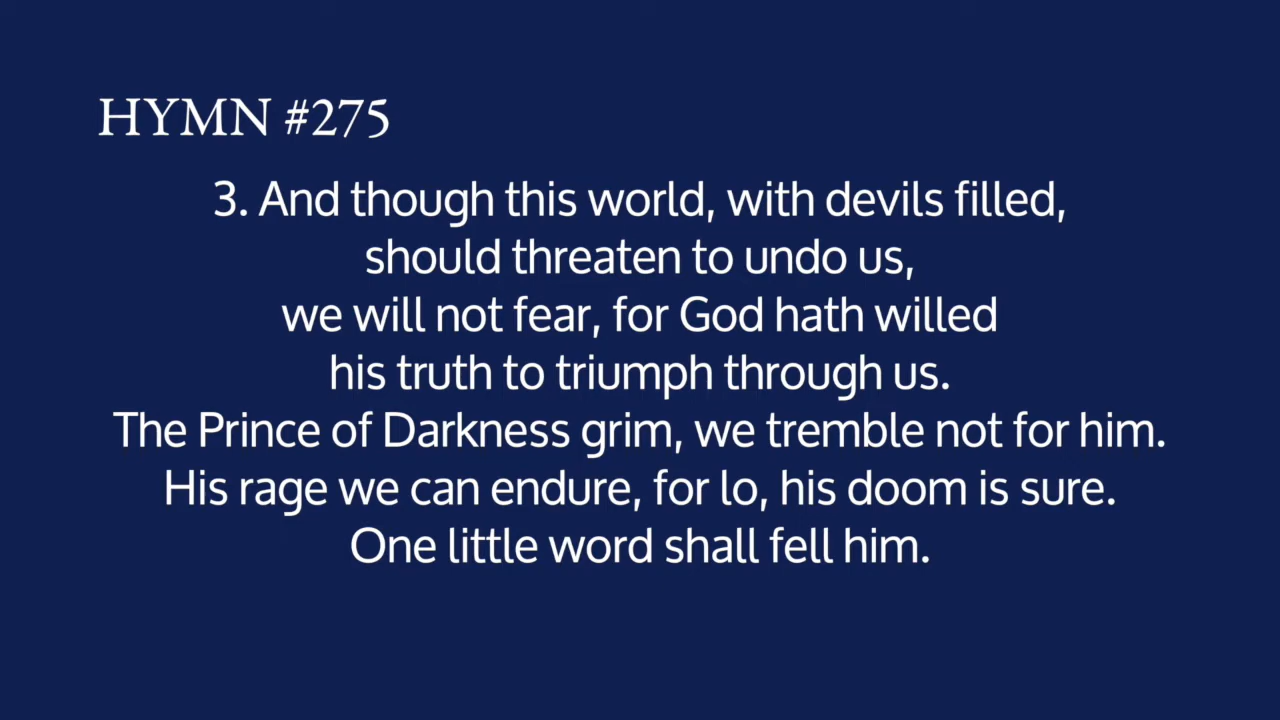 HYMN #275
3. And though this world, with devils filled,
should threaten to undo us,
we will not fear, for God hath willed
his truth to triumph through us.
The Prince of Darkness grim, we tremble not for him.
His rage we can endure, for lo, his doom is sure.
One little word shall fell him.